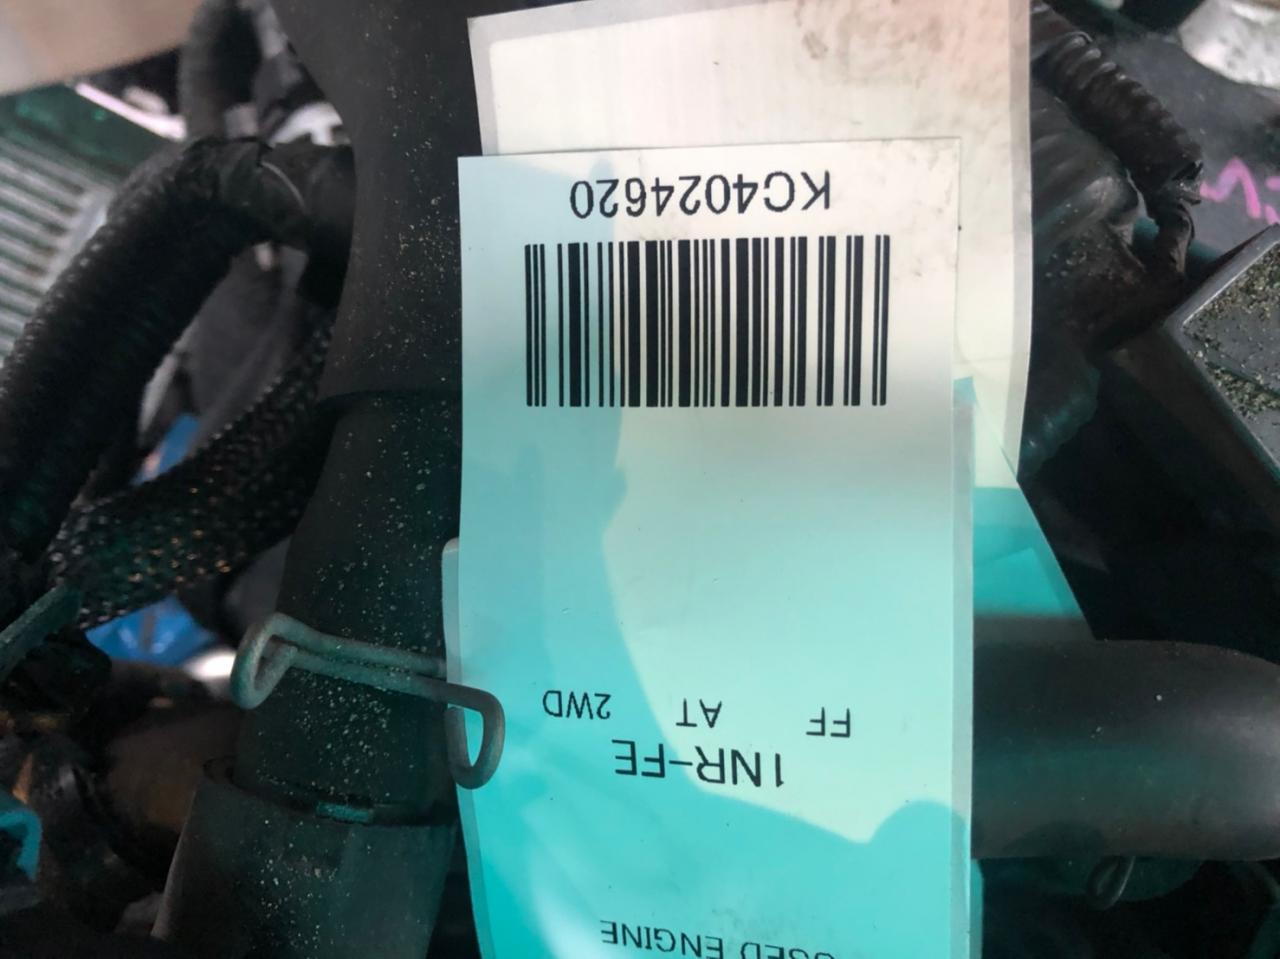 USED ENGINE
1NR-FE
FF AT 2WD
KC4024620